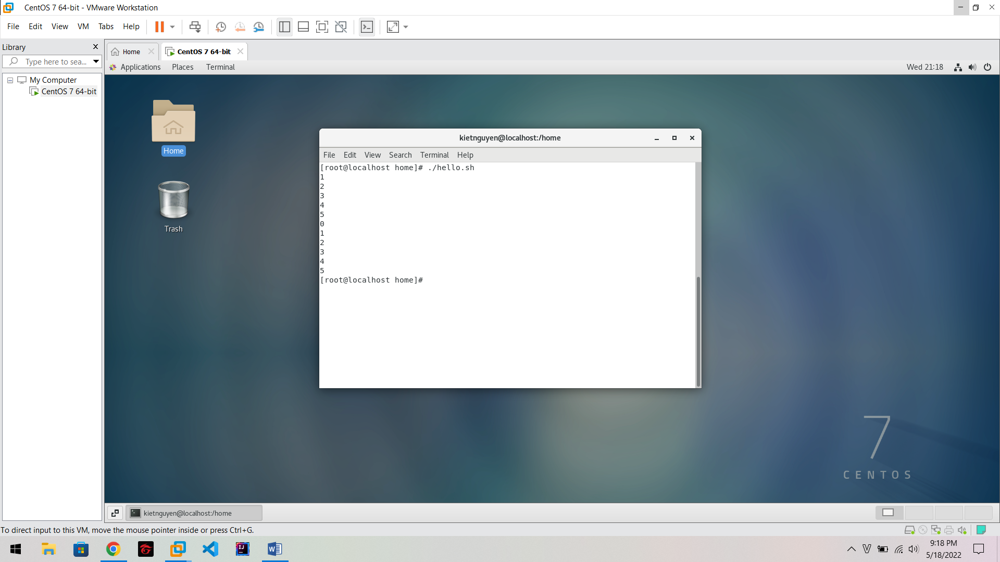 CentOS 7 64-bit - VMware Workstation
File Edit View VM Tabs Help
Library
Type here to sea...
My Computer
CentOS 7 64-bit
Home
CentOS 7 64-bit
Applications Places Terminal
Wed 21:18
Home
Trash
kietnguyen@localhost:/home
File Edit View Search Terminal Help
[root@localhost home]# ./hello.sh
1
2
3
4
5
0
1
2
3
4
5
[root@localhost home]#
7
CENTOS
kietnguyen@localhost:/home
To direct input to this VM, move the mouse pointer inside or press Ctrl+G.
IJ
W
V
9:18 PM
5/18/2022